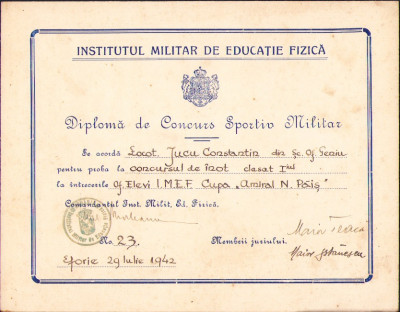 INSTITUTUL MILITAR DE EDUCAȚIE FIZICĂ
Diplomă de Concurs Sportiv Militar
Se acordă Locot. Jucu Constantin din Șc. Of. Geniu
pentru proba la concursul de înot clasat I
la întrecerile Of. Elevi I.M.E.F. Cupa „Amiral N. Păiș"
Comandantul Inst. Milit. Ed. Fizică.
No. 23. Membrii juriului.
Maior
Maior
Eforie 29 Iulie 1942